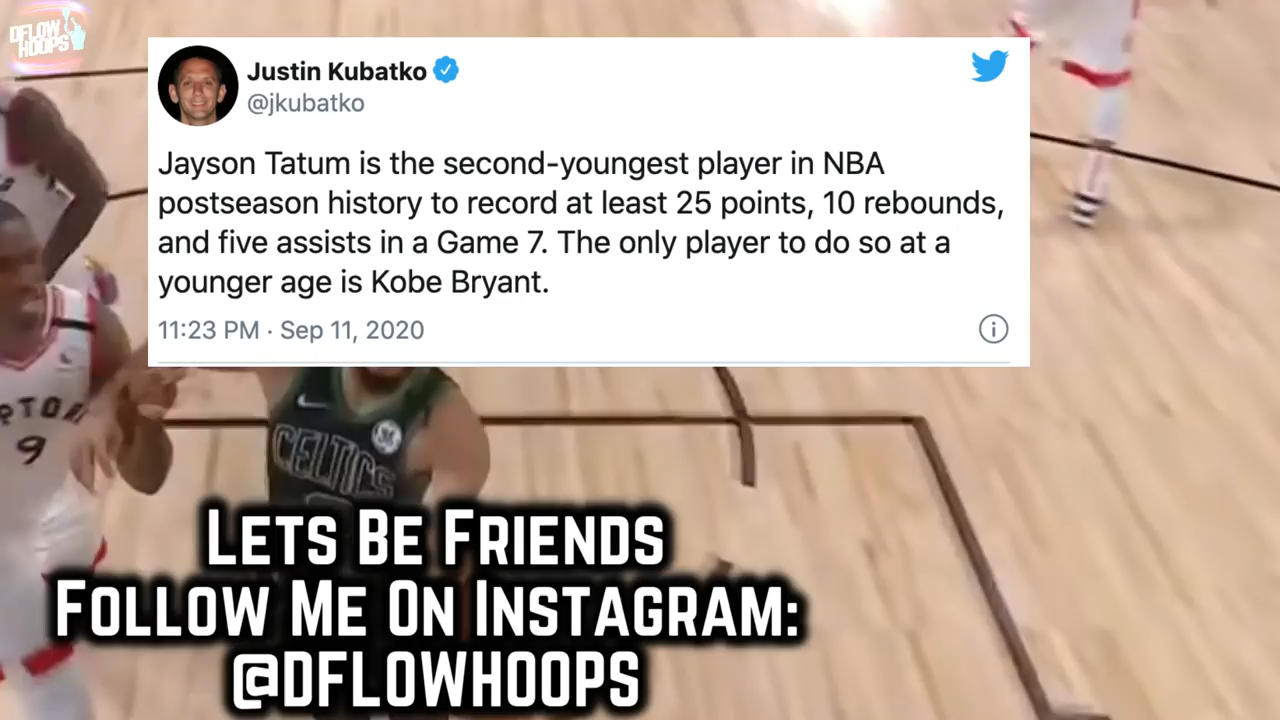 DFLOW
HOOPS
Justin Kubatko
@jkubatko
Jayson Tatum is the second-youngest player in NBA
postseason history to record at least 25 points, 10 rebounds,
and five assists in a Game 7. The only player to do so at a
younger age is Kobe Bryant.
11:23 PM · Sep 11, 2020
PTOR
9
CELTICS
LETS BE FRIENDS
FOLLOW ME ON INSTAGRAM:
@DFLOWHOOPS